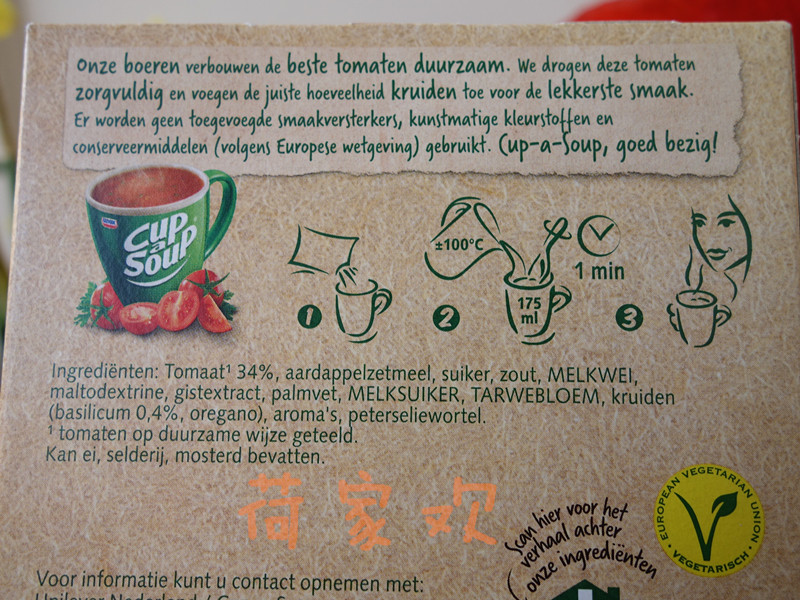 Onze boeren verbouwen de beste tomaten duurzaam. We drogen deze tomaten
zorgvuldig en voegen de juiste hoeveelheid kruiden toe voor de lekkerste smaak.
Er worden geen toegevoegde smaakversterkers, kunstmatige kleurstoffen en
conserveermiddelen (volgens Europese wetgeving) gebruikt. Cup-a-Soup, goed bezig!
CUP
a
SOUP
±100°C
1 min
175
ml
1
2
3
Ingrediënten: Tomaat¹ 34%, aardappelzetmeel, suiker, zout, MELKWEI,
maltodextrine, gistextract, palmvet, MELKSUIKER, TARWEBLOEM, kruiden
(basilicum 0,4%, oregano), aroma's, peterseliewortel.
¹ tomaten op duurzame wijze geteeld.
Kan ei, selderij, mosterd bevatten.
荷家欢
Scan hier voor het
verhaal achter
onze ingrediënten
EUROPEAN VEGETARIAN UNION
• VEGETARISCH •
Voor informatie kunt u contact opnemen met:
Unilever Nederland /